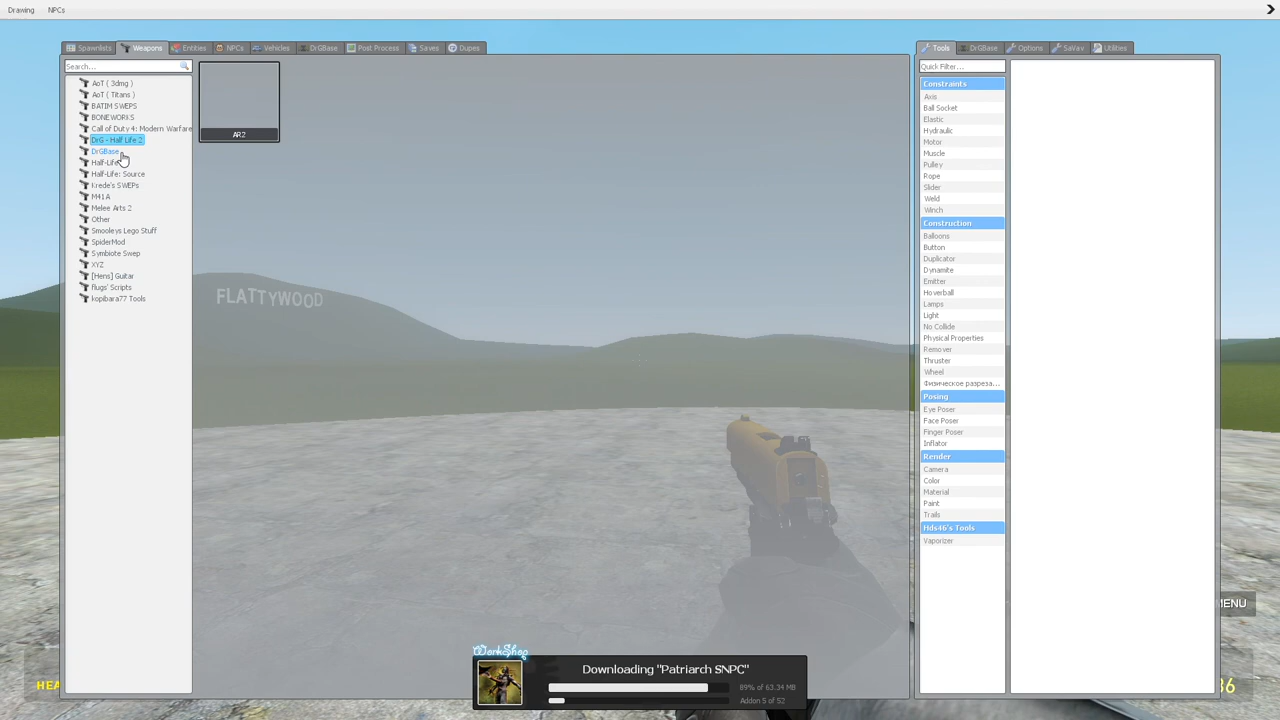 Drawing NPCs
Spawnlists Weapons Entities NPCs Vehicles DrGBase Post Process Saves Dupes
Search...
AoT ( 3dmg )
AoT ( Titans )
BATIM SWEPS
BONEWORKS
Call of Duty 4: Modern Warfare
DrG - Half Life 2
DrGBase
Half-Life
Half-Life: Source
Krede's SWEPs
M41A
Melee Arts 2
Other
Smooleys Lego Stuff
SpiderMod
Symbiote Swep
XYZ
[Hens] Guitar
flugs' Scripts
kopibara77 Tools
AR2
FLATTYWOOD
Tools DrGBase Options SaVav Utilities
Quick Filter...
Constraints
Axis
Ball Socket
Elastic
Hydraulic
Motor
Muscle
Pulley
Rope
Slider
Weld
Winch
Construction
Balloons
Button
Duplicator
Dynamite
Emitter
Hoverball
Lamps
Light
No Collide
Physical Properties
Remover
Thruster
Wheel
Физическое разреза...
Posing
Eye Poser
Face Poser
Finger Poser
Inflator
Render
Camera
Color
Material
Paint
Trails
Hds46's Tools
Vaporizer
MENU
WorkShop
Downloading "Patriarch SNPC"
89% of 63.34 MB
Addon 5 of 52
HEA